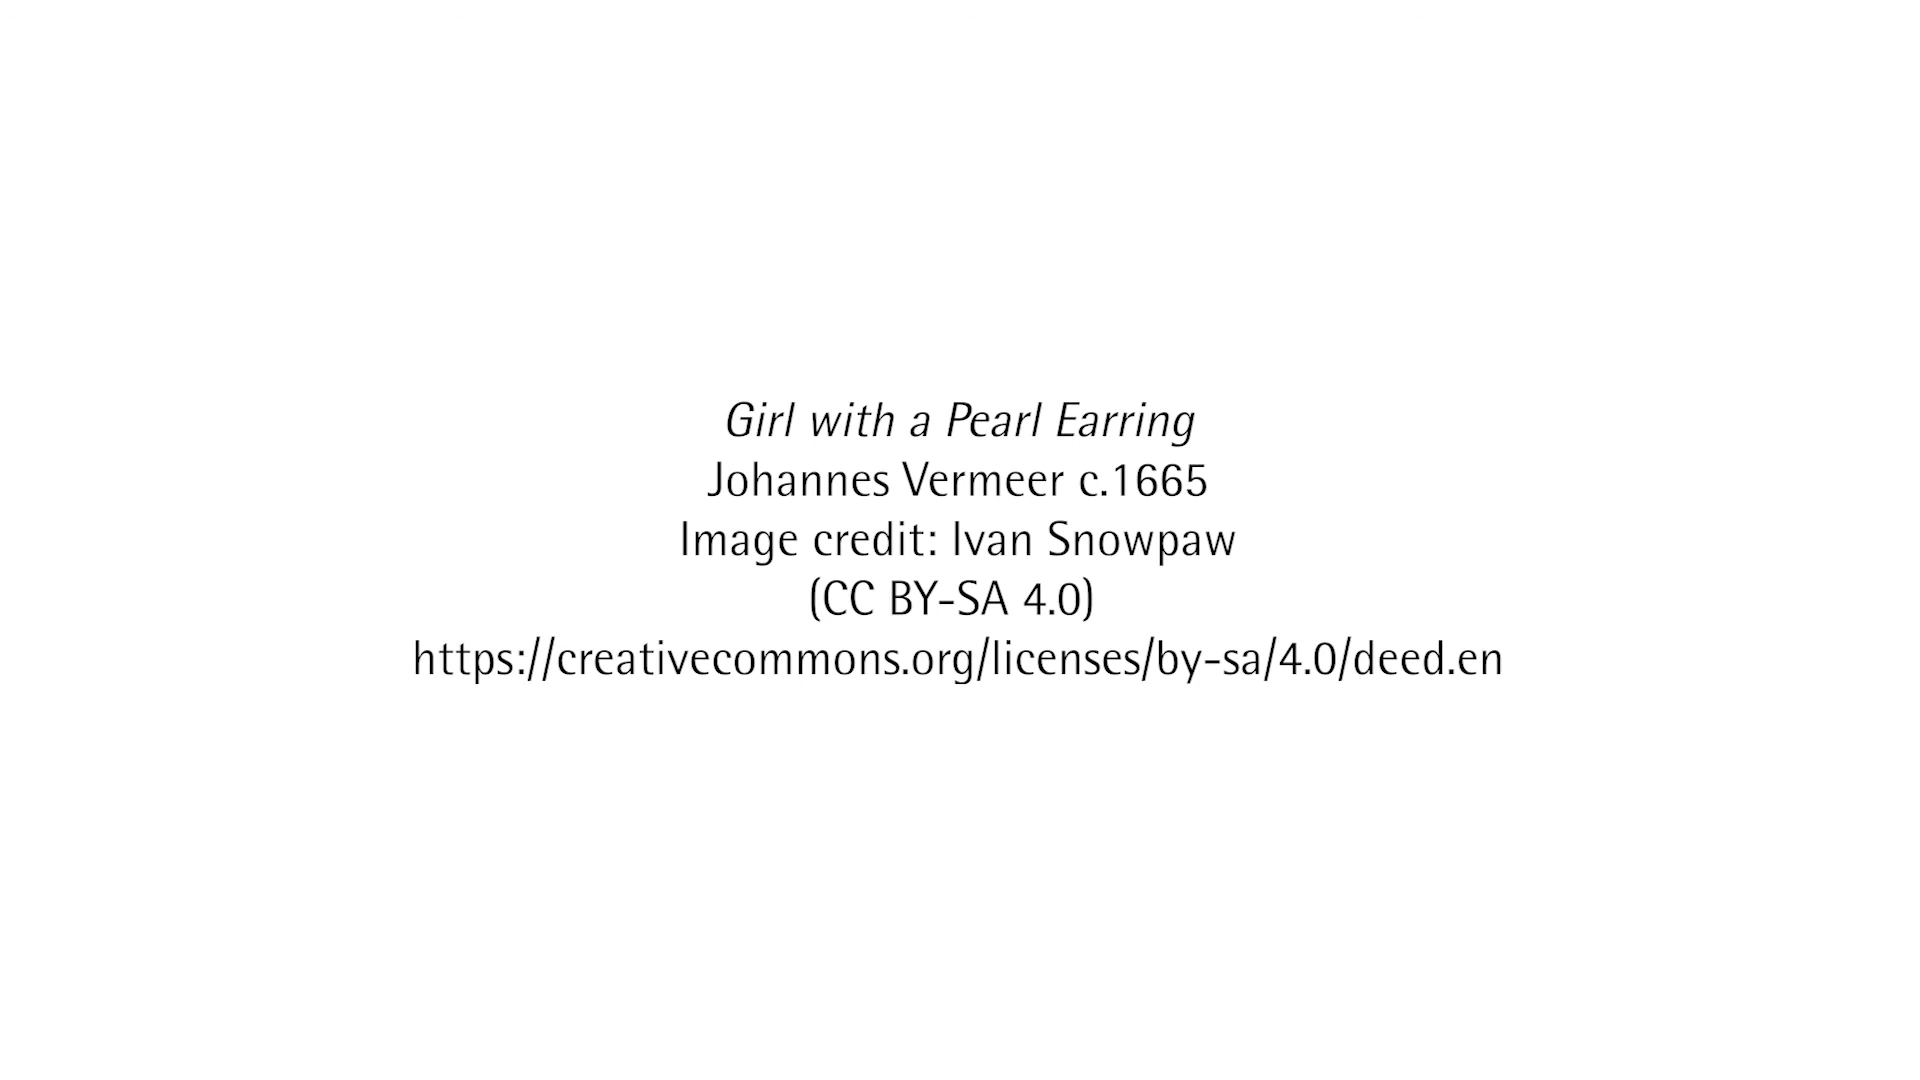 Girl with a Pearl Earring
Johannes Vermeer c.1665
Image credit: Ivan Snowpaw
(CC BY-SA 4.0)
https://creativecommons.org/licenses/by-sa/4.0/deed.en